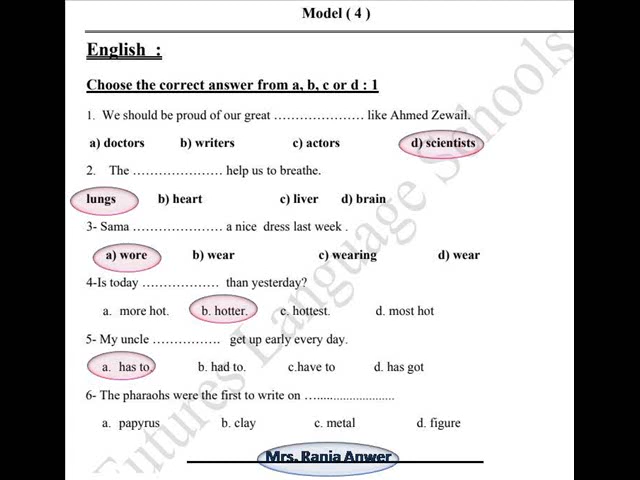 Model ( 4 )
English :
Choose the correct answer from a, b, c or d : 1
1. We should be proud of our great ………………… like Ahmed Zewail.
a) doctors b) writers c) actors d) scientists
2. The ………………… help us to breathe.
lungs b) heart c) liver d) brain
3- Sama ………………… a nice dress last week .
a) wore b) wear c) wearing d) wear
4-Is today ……………… than yesterday?
a. more hot. b. hotter. c. hottest. d. most hot
5- My uncle ……………. get up early every day.
a. has to. b. had to. c.have to d. has got
6- The pharaohs were the first to write on …......................
a. papyrus b. clay c. metal d. figure
Mrs. Rania Anwer
Futures Language Schools